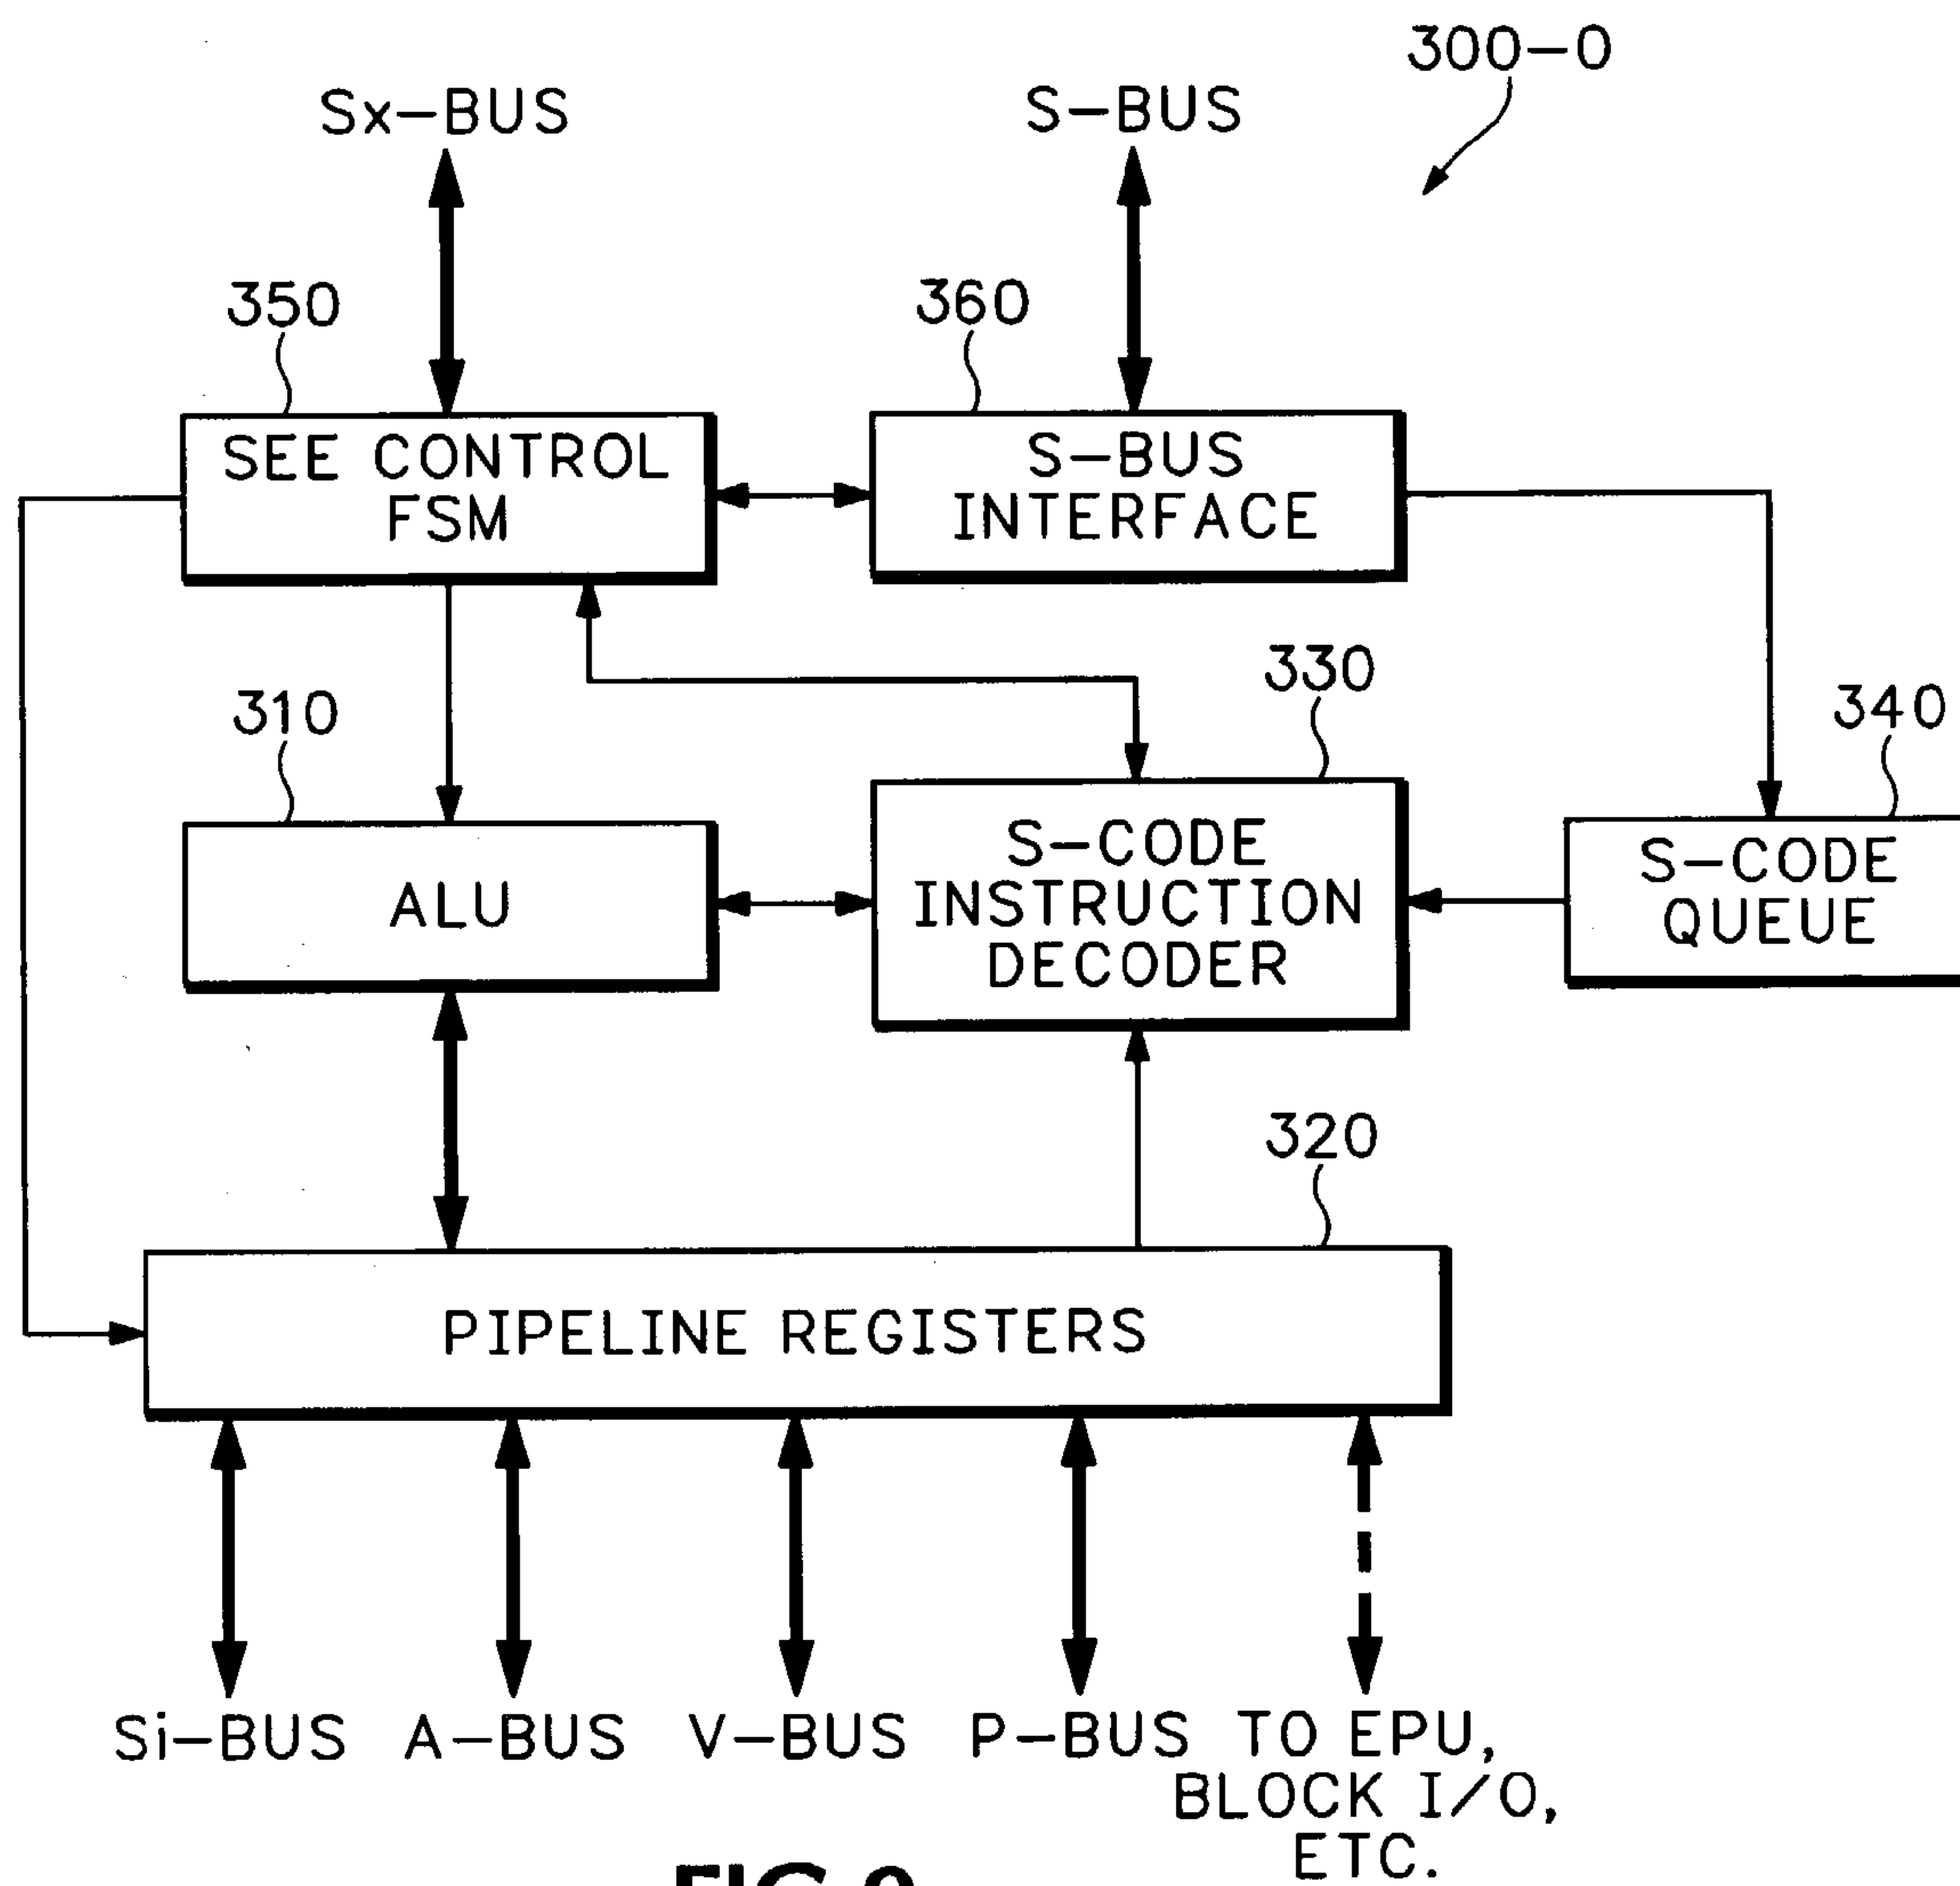 300-0
Sx-BUS
S-BUS
350
360
SEE CONTROL
FSM
S-BUS
INTERFACE
310
330
340
ALU
S-CODE
INSTRUCTION
DECODER
S-CODE
QUEUE
320
PIPELINE REGISTERS
Si-BUS
A-BUS
V-BUS
P-BUS
TO EPU,
BLOCK I/O,
ETC.